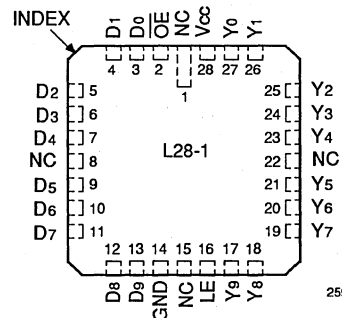 INDEX
D1 D0 OE NC VCC Y0 Y1
4 3 2 28 27 26
1
D2 5 25 Y2
D3 6 24 Y3
D4 7 23 Y4
L28-1
NC 8 22 NC
D5 9 21 Y5
D6 10 20 Y6
D7 11 19 Y7
12 13 14 15 16 17 18
D8 D9 GND NC LE Y9 Y8